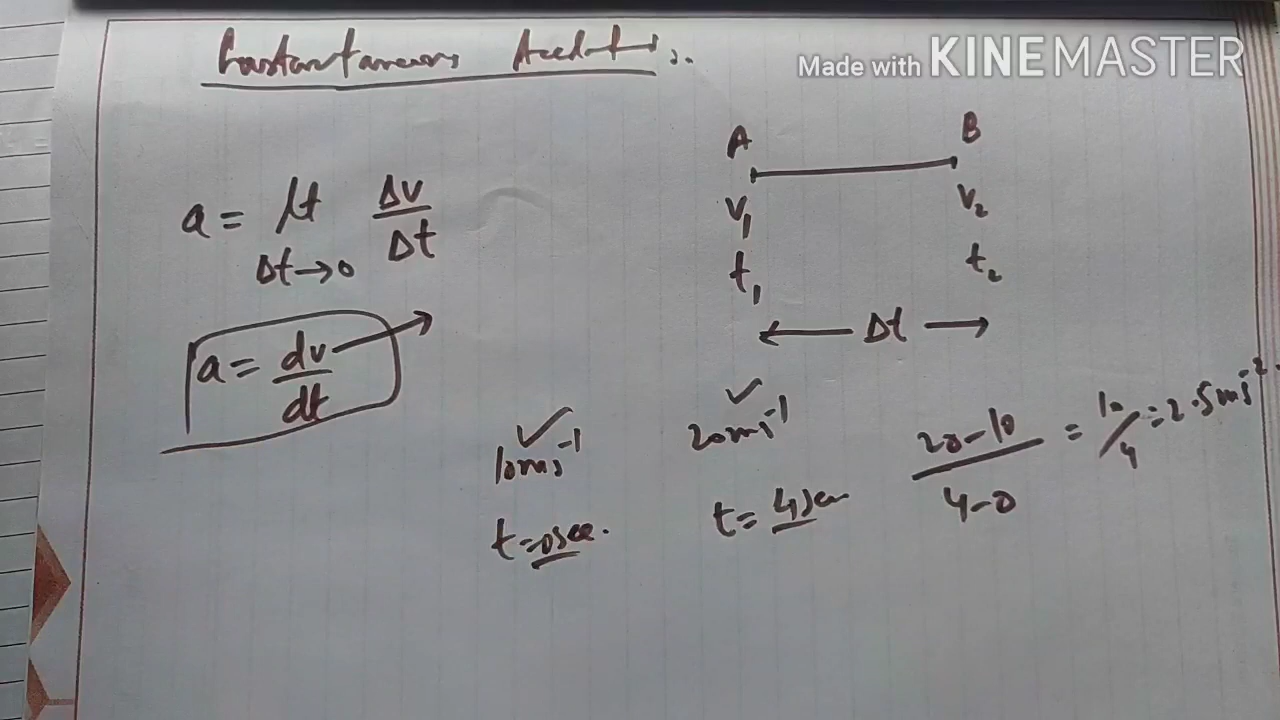 Instantaneous Accelation:.
Made with KINEMASTER
A B
a = lt Δv/Δt
Δt→0
V₁ V₂
t₁ t₂
← Δt →
a = dv/dt
10ms⁻¹ 20ms⁻¹ (20-10)/(4-0) = 10/4 = 2.5ms⁻²
t=0sec. t=4sec